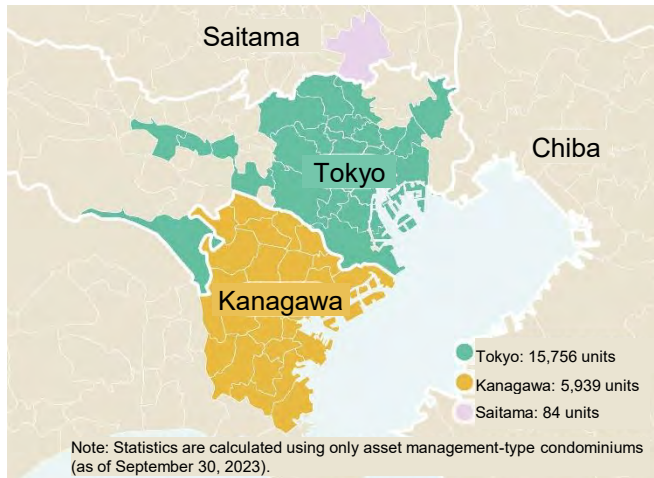 Saitama
Chiba
Tokyo
Kanagawa
Tokyo: 15,756 units
Kanagawa: 5,939 units
Saitama: 84 units
Note: Statistics are calculated using only asset management-type condominiums
(as of September 30, 2023).